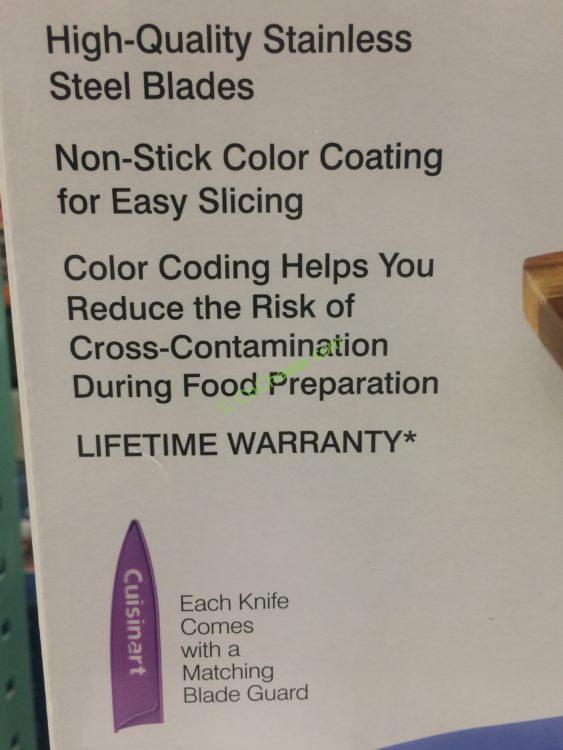 High-Quality Stainless
Steel Blades
Non-Stick Color Coating
for Easy Slicing
Color Coding Helps You
Reduce the Risk of
Cross-Contamination
During Food Preparation
LIFETIME WARRANTY*
Cuisinart
Each Knife
Comes
with a
Matching
Blade Guard